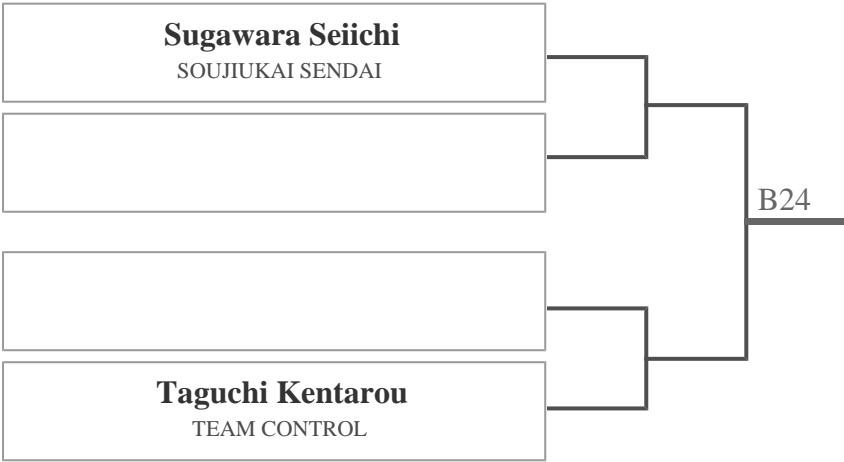 Sugawara Seiichi
SOUJIUKAI SENDAI
B24
Taguchi Kentarou
TEAM CONTROL